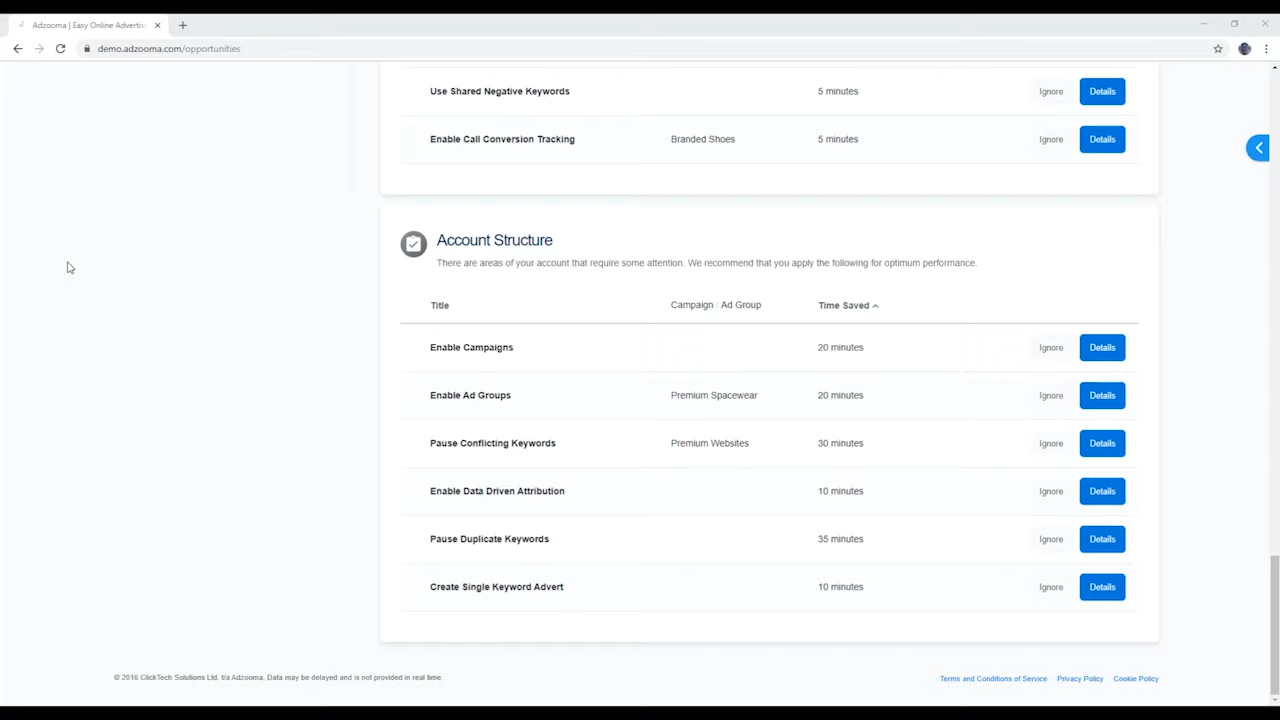 Adzooma | Easy Online Advertisi
demo.adzooma.com/opportunities
Use Shared Negative Keywords 5 minutes Ignore Details
Enable Call Conversion Tracking Branded Shoes 5 minutes Ignore Details
Account Structure
There are areas of your account that require some attention. We recommend that you apply the following for optimum performance.
Title Campaign / Ad Group Time Saved
Enable Campaigns 20 minutes Ignore Details
Enable Ad Groups Premium Spacewear 20 minutes Ignore Details
Pause Conflicting Keywords Premium Websites 30 minutes Ignore Details
Enable Data Driven Attribution 10 minutes Ignore Details
Pause Duplicate Keywords 35 minutes Ignore Details
Create Single Keyword Advert 10 minutes Ignore Details
© 2016 ClickTech Solutions Ltd. t/a Adzooma. Data may be delayed and is not provided in real time.
Terms and Conditions of Service Privacy Policy Cookie Policy